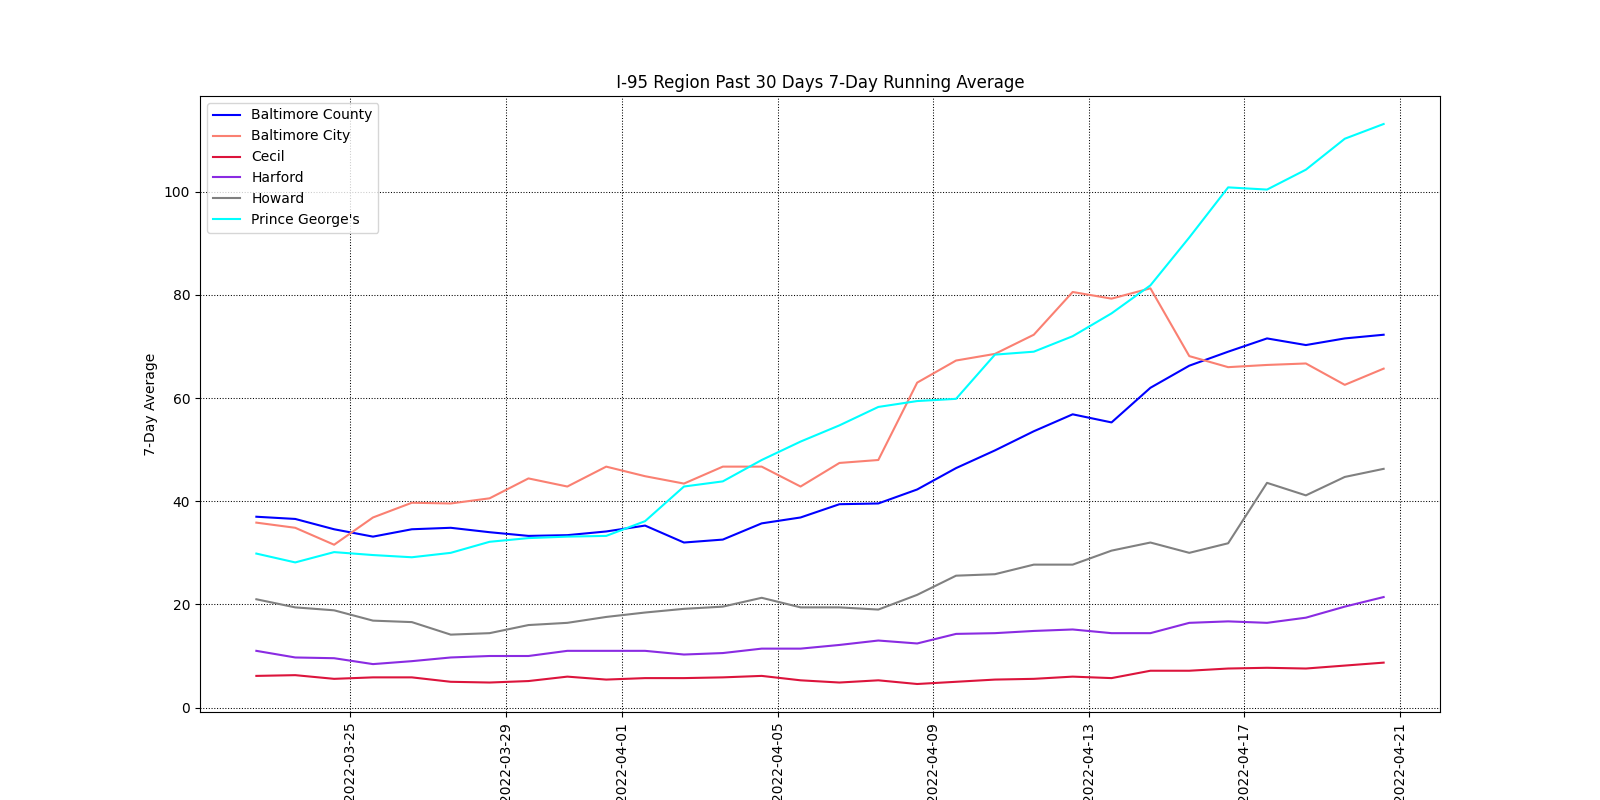 I-95 Region Past 30 Days 7-Day Running Average
Baltimore County
Baltimore City
Cecil
Harford
Howard
Prince George's
7-Day Average
100
80
60
40
20
0
2022-03-25
2022-03-29
2022-04-01
2022-04-05
2022-04-09
2022-04-13
2022-04-17
2022-04-21